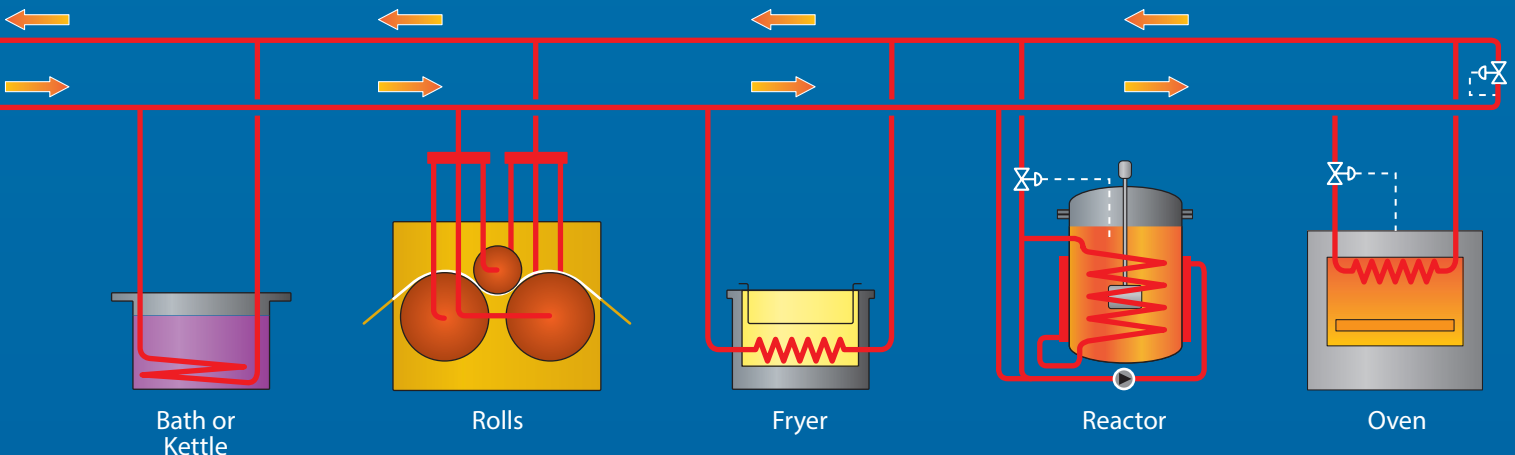 Bath or
Kettle
Rolls
Fryer
Reactor
Oven